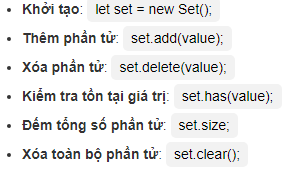 • Khởi tạo: let set = new Set();
• Thêm phần tử: set.add(value);
• Xóa phần tử: set.delete(value);
• Kiểm tra tồn tại giá trị: set.has(value);
• Đếm tổng số phần tử: set.size;
• Xóa toàn bộ phần tử: set.clear();